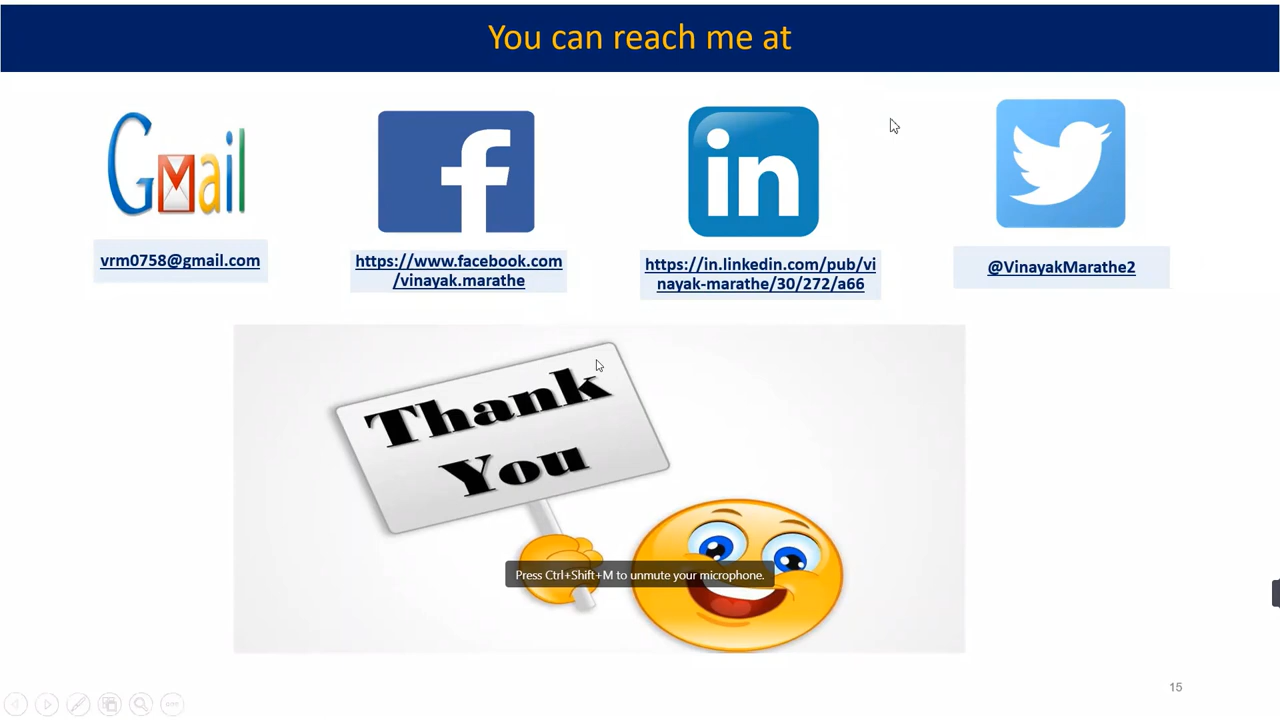 You can reach me at
Gmail
f
in
vrm0758@gmail.com
https://www.facebook.com
/vinayak.marathe
https://in.linkedin.com/pub/vi
nayak-marathe/30/272/a66
@VinayakMarathe2
Thank
You
Press Ctrl+Shift+M to unmute your microphone.
15